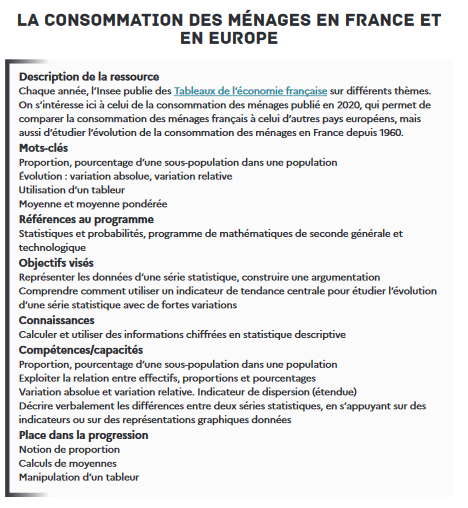 LA CONSOMMATION DES MÉNAGES EN FRANCE ET
EN EUROPE
Description de la ressource
Chaque année, l'Insee publie des Tableaux de l'économie française sur différents thèmes.
On s'intéresse ici à celui de la consommation des ménages publié en 2020, qui permet de
comparer la consommation des ménages français à celui d'autres pays européens, mais
aussi d'étudier l'évolution de la consommation des ménages en France depuis 1960.
Mots-clés
Proportion, pourcentage d'une sous-population dans une population
Évolution : variation absolue, variation relative
Utilisation d'un tableur
Moyenne et moyenne pondérée
Références au programme
Statistiques et probabilités, programme de mathématiques de seconde générale et
technologique
Objectifs visés
Représenter les données d'une série statistique, construire une argumentation
Comprendre comment utiliser un indicateur de tendance centrale pour étudier l'évolution
d'une série statistique avec de fortes variations
Connaissances
Calculer et utiliser des informations chiffrées en statistique descriptive
Compétences/capacités
Proportion, pourcentage d'une sous-population dans une population
Exploiter la relation entre effectifs, proportions et pourcentages
Variation absolue et variation relative. Indicateur de dispersion (étendue)
Décrire verbalement les différences entre deux séries statistiques, en s'appuyant sur des
indicateurs ou sur des représentations graphiques données
Place dans la progression
Notion de proportion
Calculs de moyennes
Manipulation d'un tableur